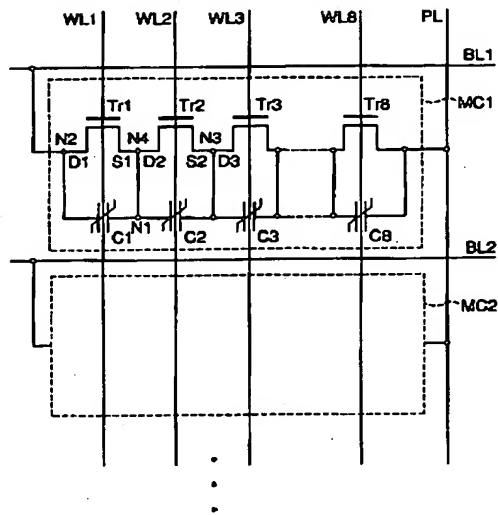 WL1 WL2 WL3 WL8 PL
BL1
Tr1 Tr2 Tr3 Tr8 MC1
N2 N4 N3
D1 S1 D2 S2 D3
C1 N1 C2 C3 C8
BL2
MC2